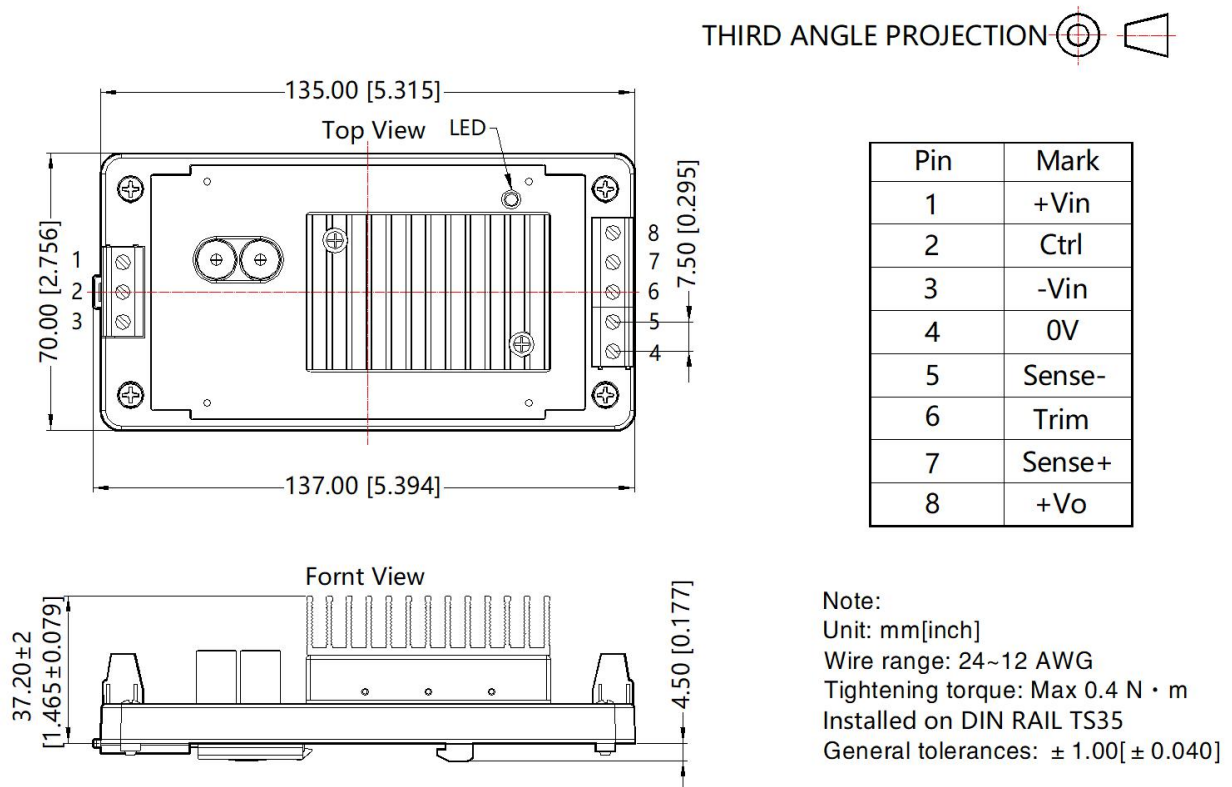 THIRD ANGLE PROJECTION
135.00 [5.315]
Top View
LED
70.00 [2.756]
1
2
3
8
7
6
5
4
7.50 [0.295]
137.00 [5.394]
Pin Mark
1 +Vin
2 Ctrl
3 -Vin
4 0V
5 Sense-
6 Trim
7 Sense+
8 +Vo
Fornt View
37.20±2
[1.465±0.079]
4.50 [0.177]
Note:
Unit: mm[inch]
Wire range: 24~12 AWG
Tightening torque: Max 0.4 N・m
Installed on DIN RAIL TS35
General tolerances: ±1.00[±0.040]